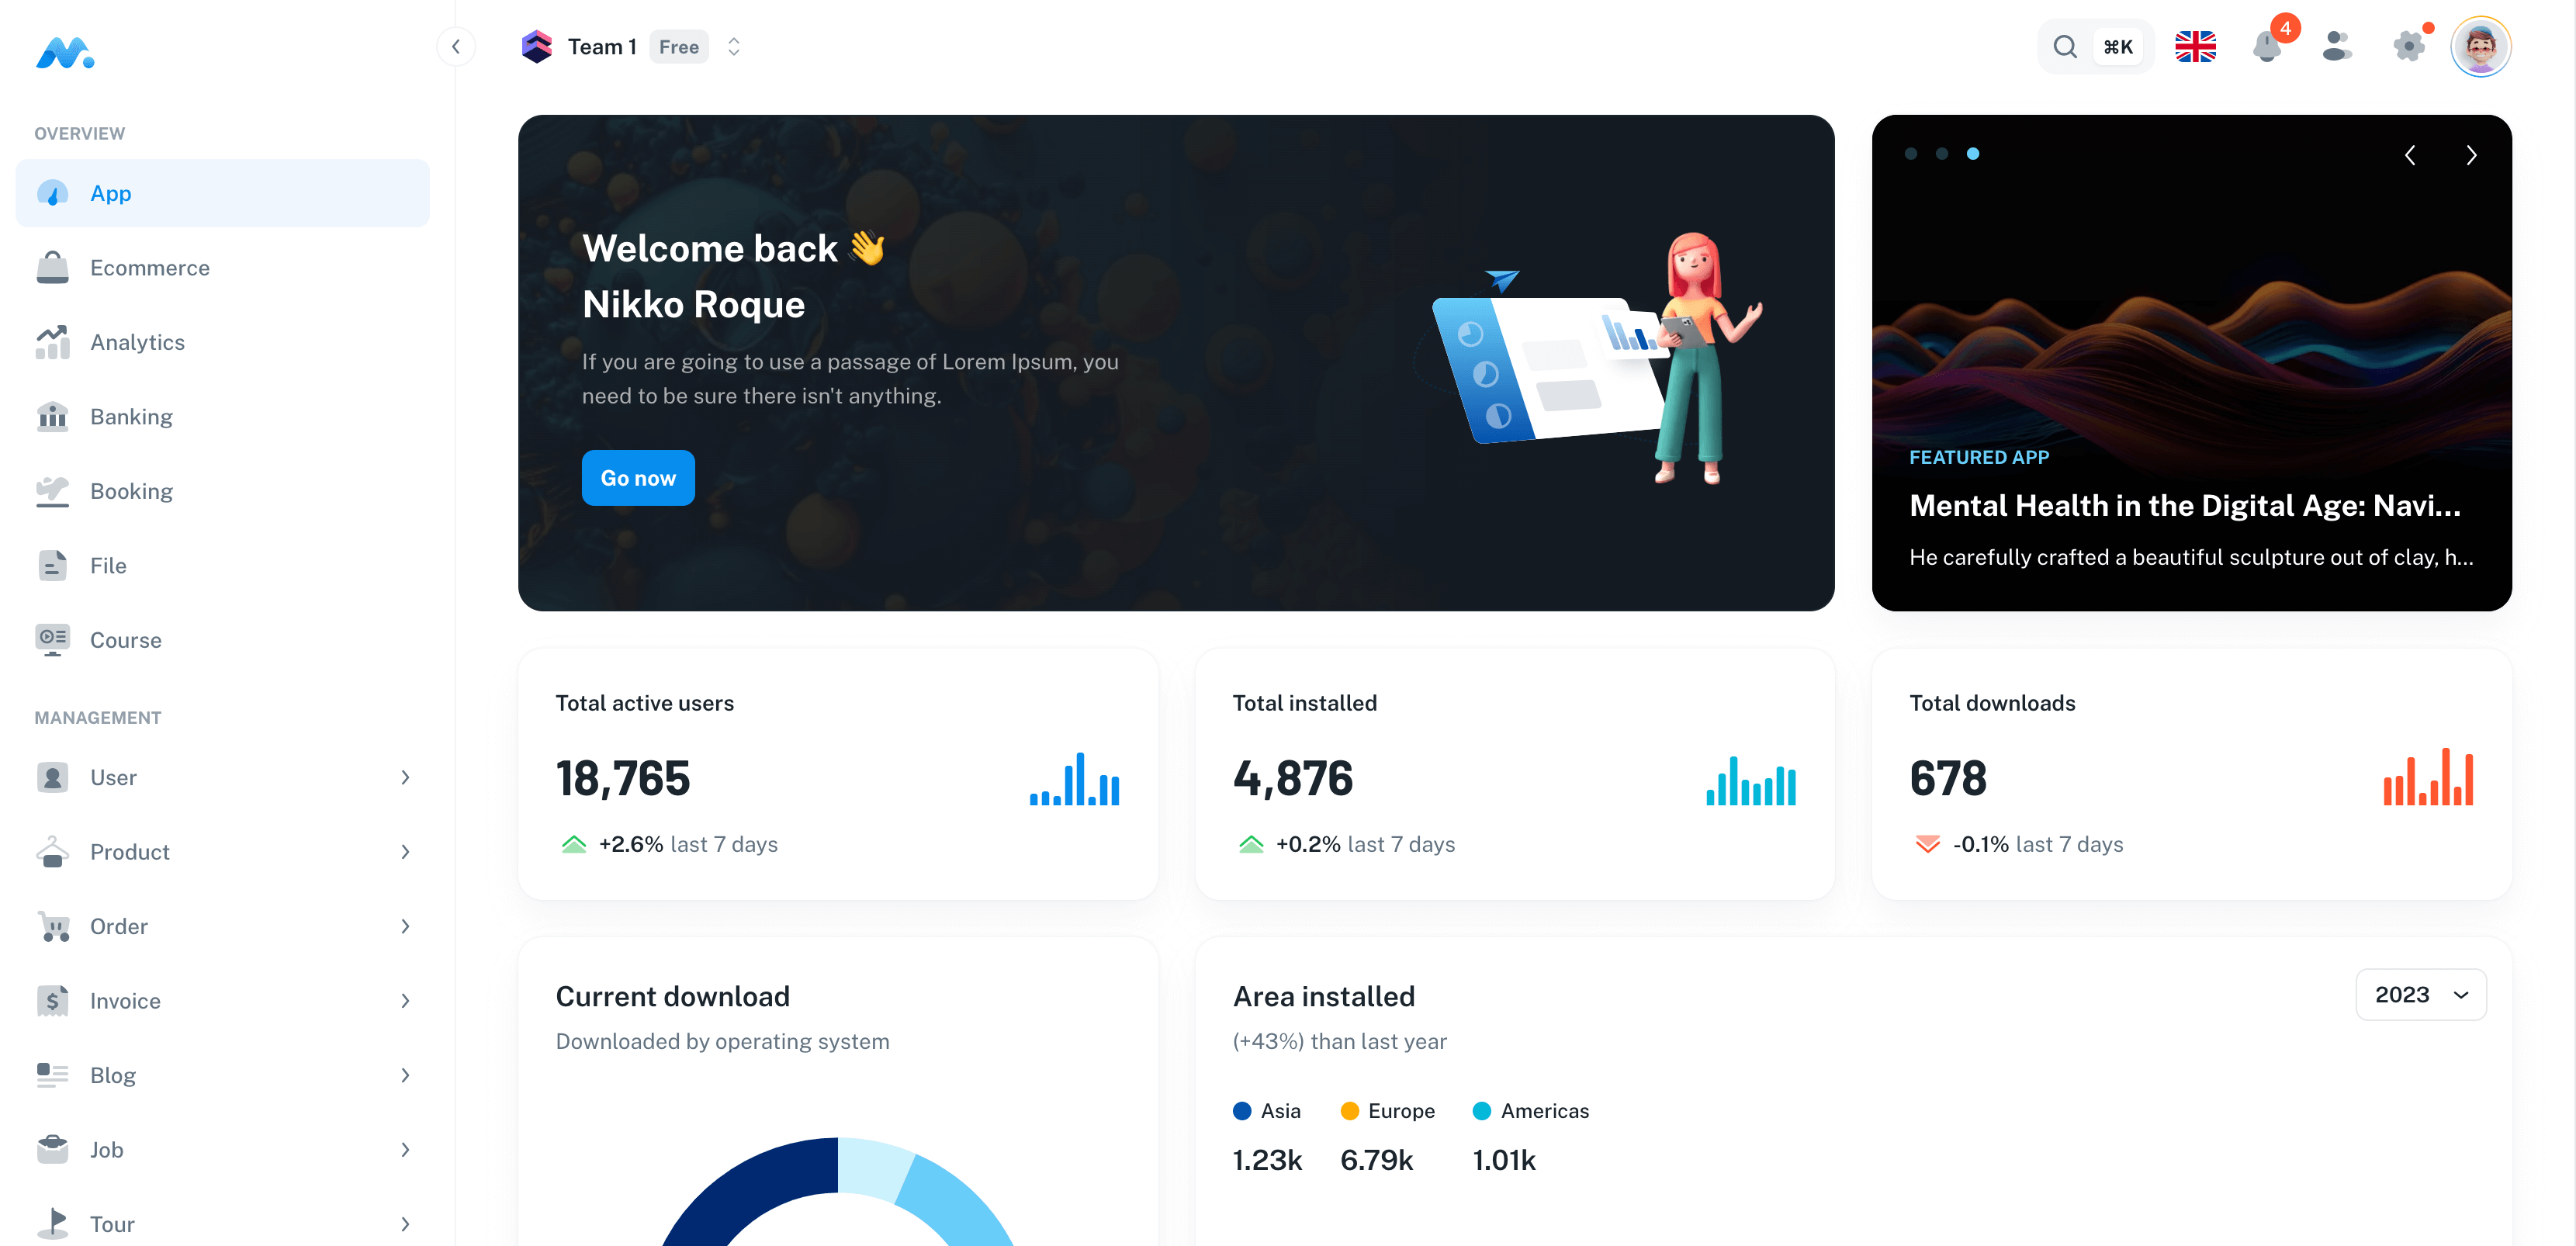 OVERVIEW
App
Ecommerce
Analytics
Banking
Booking
File
Course
MANAGEMENT
User
Product
Order
Invoice
Blog
Job
Tour
Team 1 Free
⌘K
4
Welcome back 👋
Nikko Roque
If you are going to use a passage of Lorem Ipsum, you
need to be sure there isn't anything.
Go now
FEATURED APP
Mental Health in the Digital Age: Navi...
He carefully crafted a beautiful sculpture out of clay, h...
Total active users
18,765
+2.6% last 7 days
Total installed
4,876
+0.2% last 7 days
Total downloads
678
-0.1% last 7 days
Current download
Downloaded by operating system
Area installed
(+43%) than last year
2023
Asia
1.23k
Europe
6.79k
Americas
1.01k